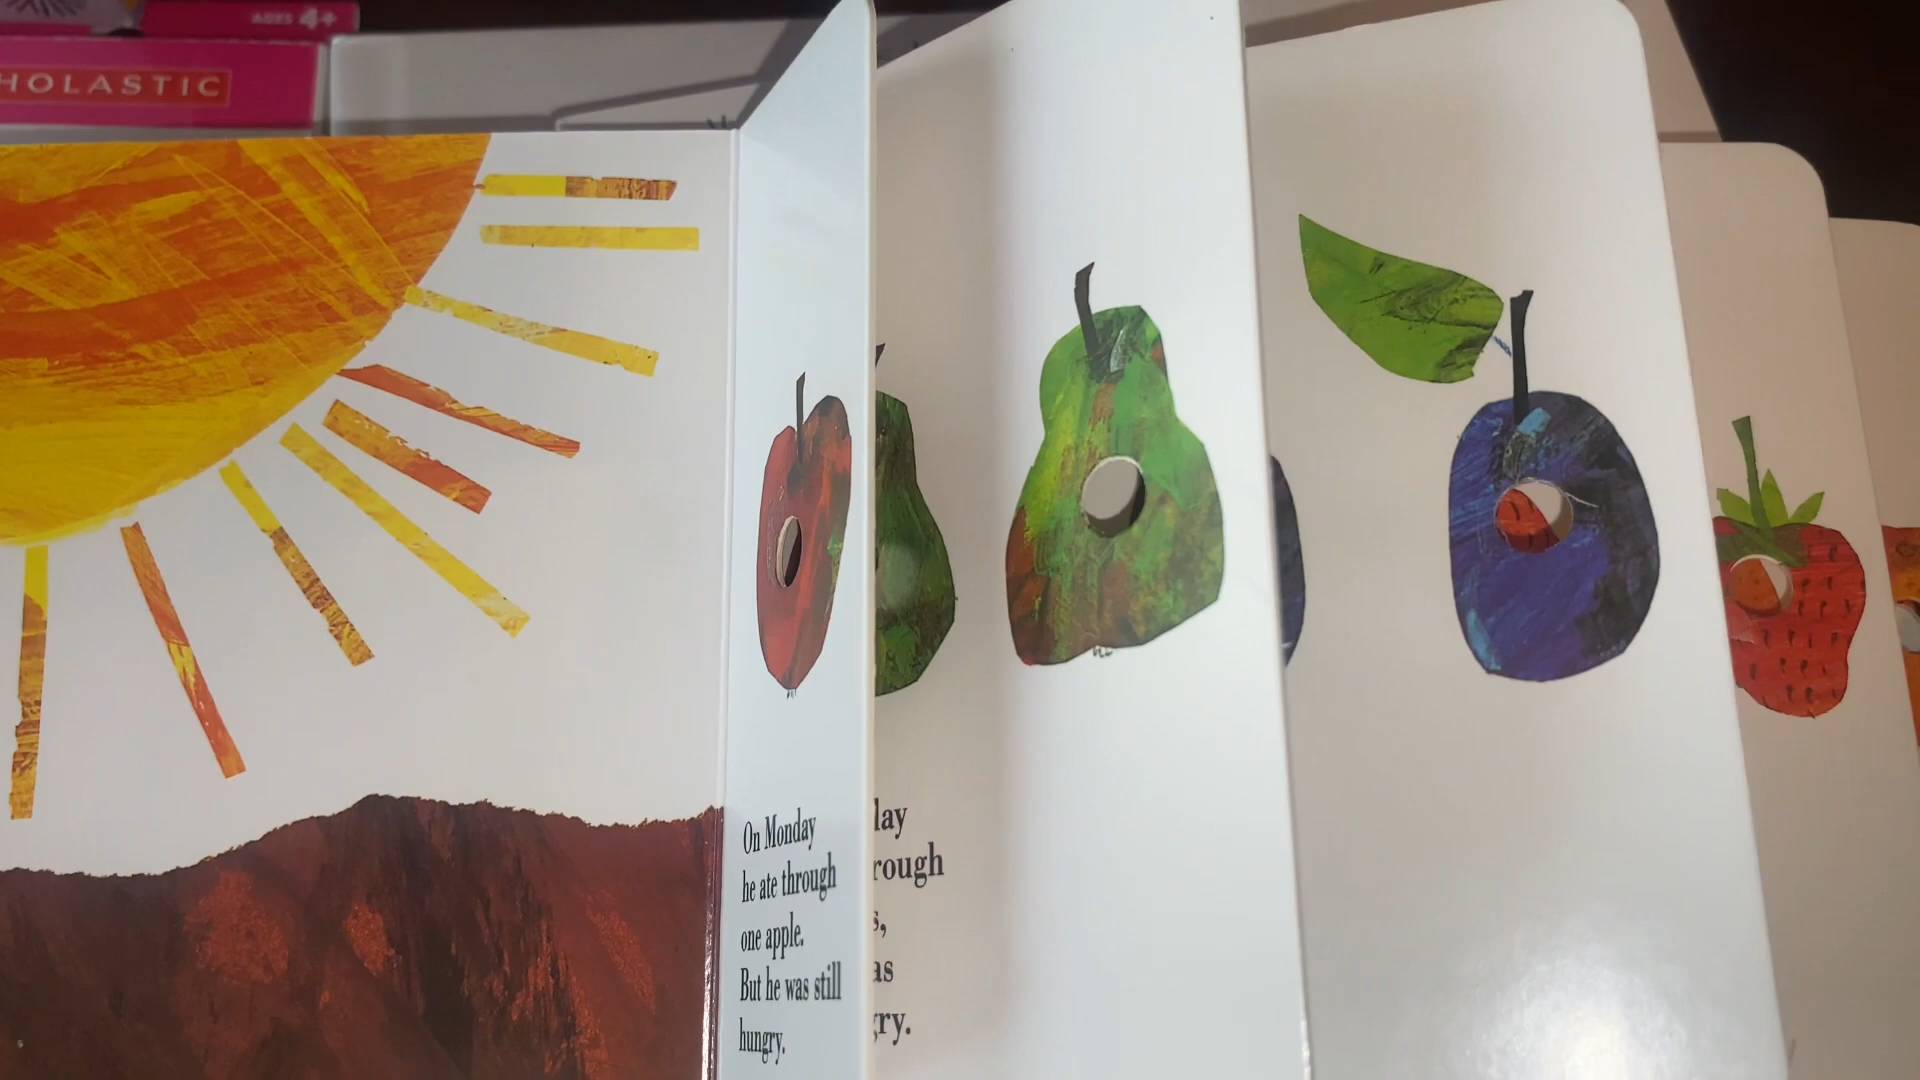 AGES 4+
HOLASTIC
On Monday
he ate through
one apple.
But he was still
hungry.
lay
rough
s,
as
gry.